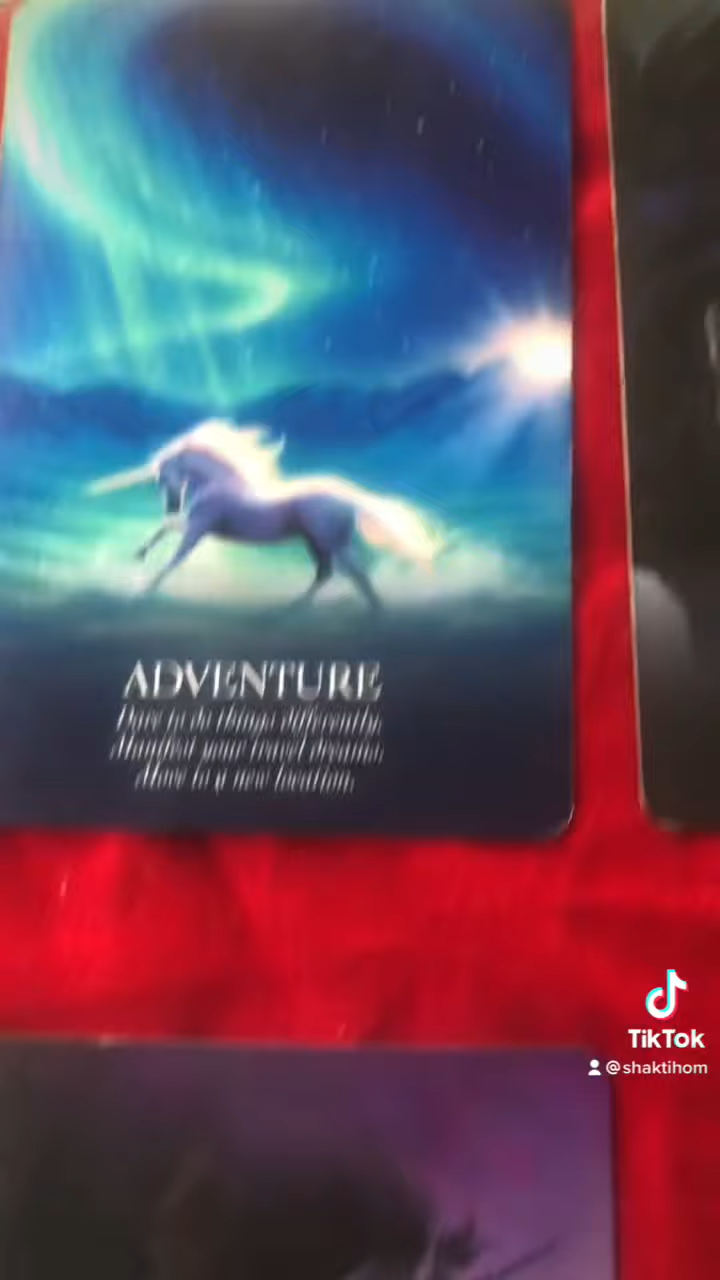 ADVENTURE
Dare to do things differently.
Manifest your travel dreams.
Move to a new location.
TikTok
@shaktihom